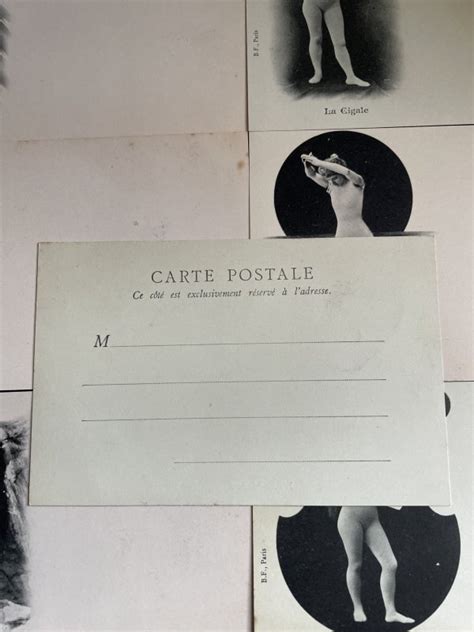 B.F., Paris
La Cigale
CARTE POSTALE
Ce côté est exclusivement réservé à l'adresse.
M
B.F., Paris